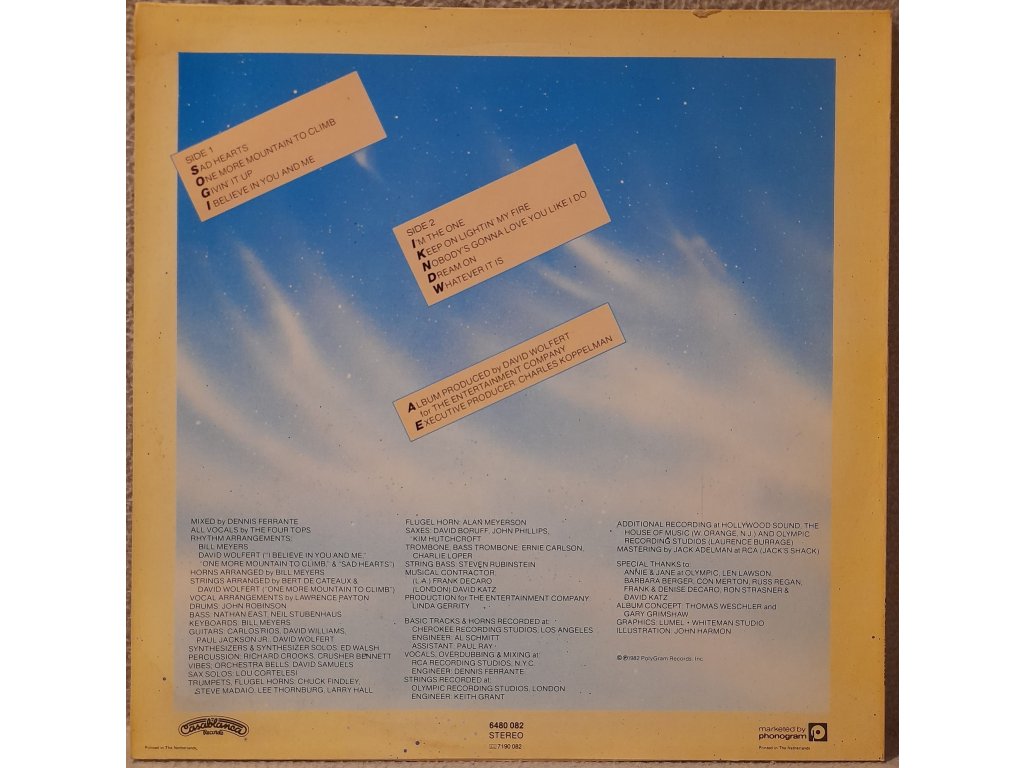 SIDE 1
SAD HEARTS
ONE MORE MOUNTAIN TO CLIMB
GIVIN' IT UP
I BELIEVE IN YOU AND ME
SIDE 2
I'M THE ONE
KEEP ON LIGHTIN' MY FIRE
NOBODY'S GONNA LOVE YOU LIKE I DO
DREAM ON
WHATEVER IT IS
ALBUM PRODUCED by DAVID WOLFERT
for THE ENTERTAINMENT COMPANY
EXECUTIVE PRODUCER: CHARLES KOPPELMAN
MIXED by DENNIS FERRANTE
ALL VOCALS by THE FOUR TOPS
RHYTHM ARRANGEMENTS:
BILL MEYERS
DAVID WOLFERT ("I BELIEVE IN YOU AND ME,"
"ONE MORE MOUNTAIN TO CLIMB," & "SAD HEARTS")
HORNS ARRANGED by BILL MEYERS
STRINGS ARRANGED by BERT DE CATEAUX &
DAVID WOLFERT ("ONE MORE MOUNTAIN TO CLIMB")
VOCAL ARRANGEMENTS by LAWRENCE PAYTON
DRUMS: JOHN ROBINSON
BASS: NATHAN EAST, NEIL STUBENHAUS
KEYBOARDS: BILL MEYERS
GUITARS: CARLOS RIOS, DAVID WILLIAMS,
PAUL JACKSON JR., DAVID WOLFERT
SYNTHESIZERS & SYNTHESIZER SOLOS: ED WALSH
PERCUSSION: RICHARD CROOKS, CRUSHER BENNETT
VIBES, ORCHESTRA BELLS: DAVID SAMUELS
SAX SOLOS: LOU CORTELESI
TRUMPETS, FLUGEL HORNS: CHUCK FINDLEY,
STEVE MADAIO, LEE THORNBURG, LARRY HALL
FLUGEL HORN: ALAN MEYERSON
SAXES: DAVID BORUFF, JOHN PHILLIPS,
KIM HUTCHCROFT
TROMBONE, BASS TROMBONE: ERNIE CARLSON,
CHARLIE LOPER
STRING BASS: STEVEN RUBINSTEIN
MUSICAL CONTRACTOR:
(L.A.) FRANK DECARO
(LONDON) DAVID KATZ
PRODUCTION for THE ENTERTAINMENT COMPANY:
LINDA GERRITY
BASIC TRACKS & HORNS RECORDED at:
CHEROKEE RECORDING STUDIOS, LOS ANGELES
ENGINEER: AL SCHMITT
ASSISTANT: PAUL RAY
VOCALS, OVERDUBBING & MIXING at:
RCA RECORDING STUDIOS, N.Y.C.
ENGINEER: DENNIS FERRANTE
STRINGS RECORDED at:
OLYMPIC RECORDING STUDIOS, LONDON
ENGINEER: KEITH GRANT
ADDITIONAL RECORDING at HOLLYWOOD SOUND, THE
HOUSE OF MUSIC (W. ORANGE, N.J.) AND OLYMPIC
RECORDING STUDIOS (LAURENCE BURRAGE)
MASTERING by JACK ADELMAN at RCA (JACK'S SHACK)
SPECIAL THANKS to:
ANNIE & JANE at OLYMPIC, LEN LAWSON,
BARBARA BERGER, CON MERTON, RUSS REGAN,
FRANK & DENISE DECARO, RON STRASNER &
DAVID KATZ
ALBUM CONCEPT: THOMAS WESCHLER and
GARY GRIMSHAW
GRAPHICS: LUMEL • WHITEMAN STUDIO
ILLUSTRATION: JOHN HARMON
©℗1982 PolyGram Records, Inc.
Casablanca
Records
Printed in The Netherlands.
6480 082
STEREO
7190 082
marketed by
phonogram
Printed in The Netherlands